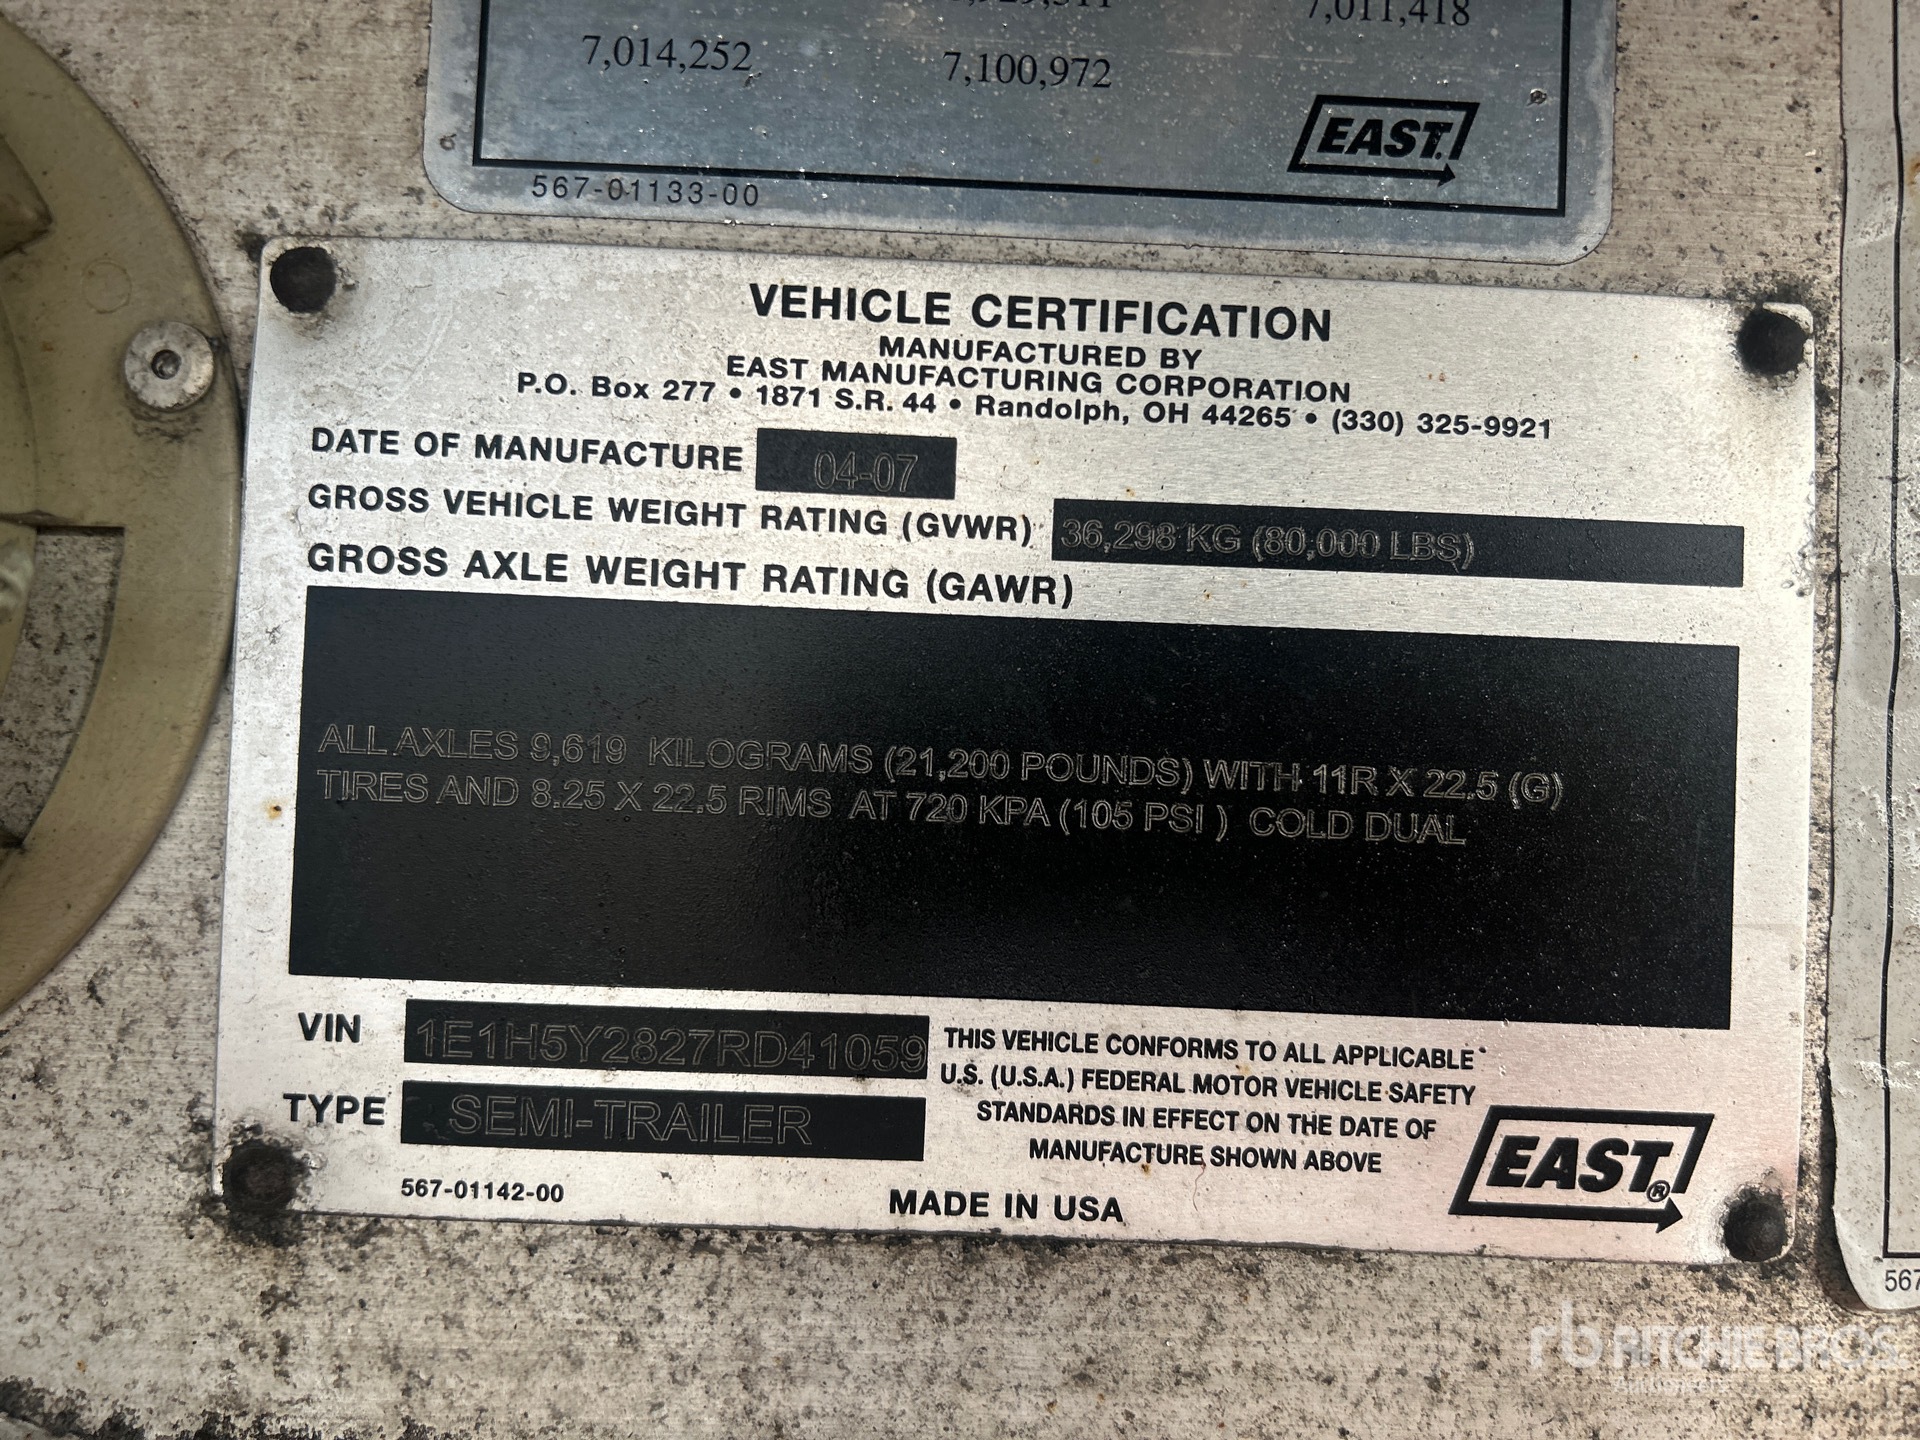 7,011,418
7,014,252 7,100,972
EAST.
567-01133-00
VEHICLE CERTIFICATION
MANUFACTURED BY
EAST MANUFACTURING CORPORATION
P.O. Box 277 • 1871 S.R. 44 • Randolph, OH 44265 • (330) 325-9921
DATE OF MANUFACTURE 04-07
GROSS VEHICLE WEIGHT RATING (GVWR) 36,298 KG (80,000 LBS)
GROSS AXLE WEIGHT RATING (GAWR)
ALL AXLES 9,619 KILOGRAMS (21,200 POUNDS) WITH 11R X 22.5 (G)
TIRES AND 8.25 X 22.5 RIMS AT 720 KPA (105 PSI ) COLD DUAL
VIN 1E1H5Y2827RD41059
TYPE SEMI-TRAILER
THIS VEHICLE CONFORMS TO ALL APPLICABLE
U.S. (U.S.A.) FEDERAL MOTOR VEHICLE SAFETY
STANDARDS IN EFFECT ON THE DATE OF
MANUFACTURE SHOWN ABOVE
EAST.®
567-01142-00
MADE IN USA
567
rb RITCHIE BROS.
Auctioneers